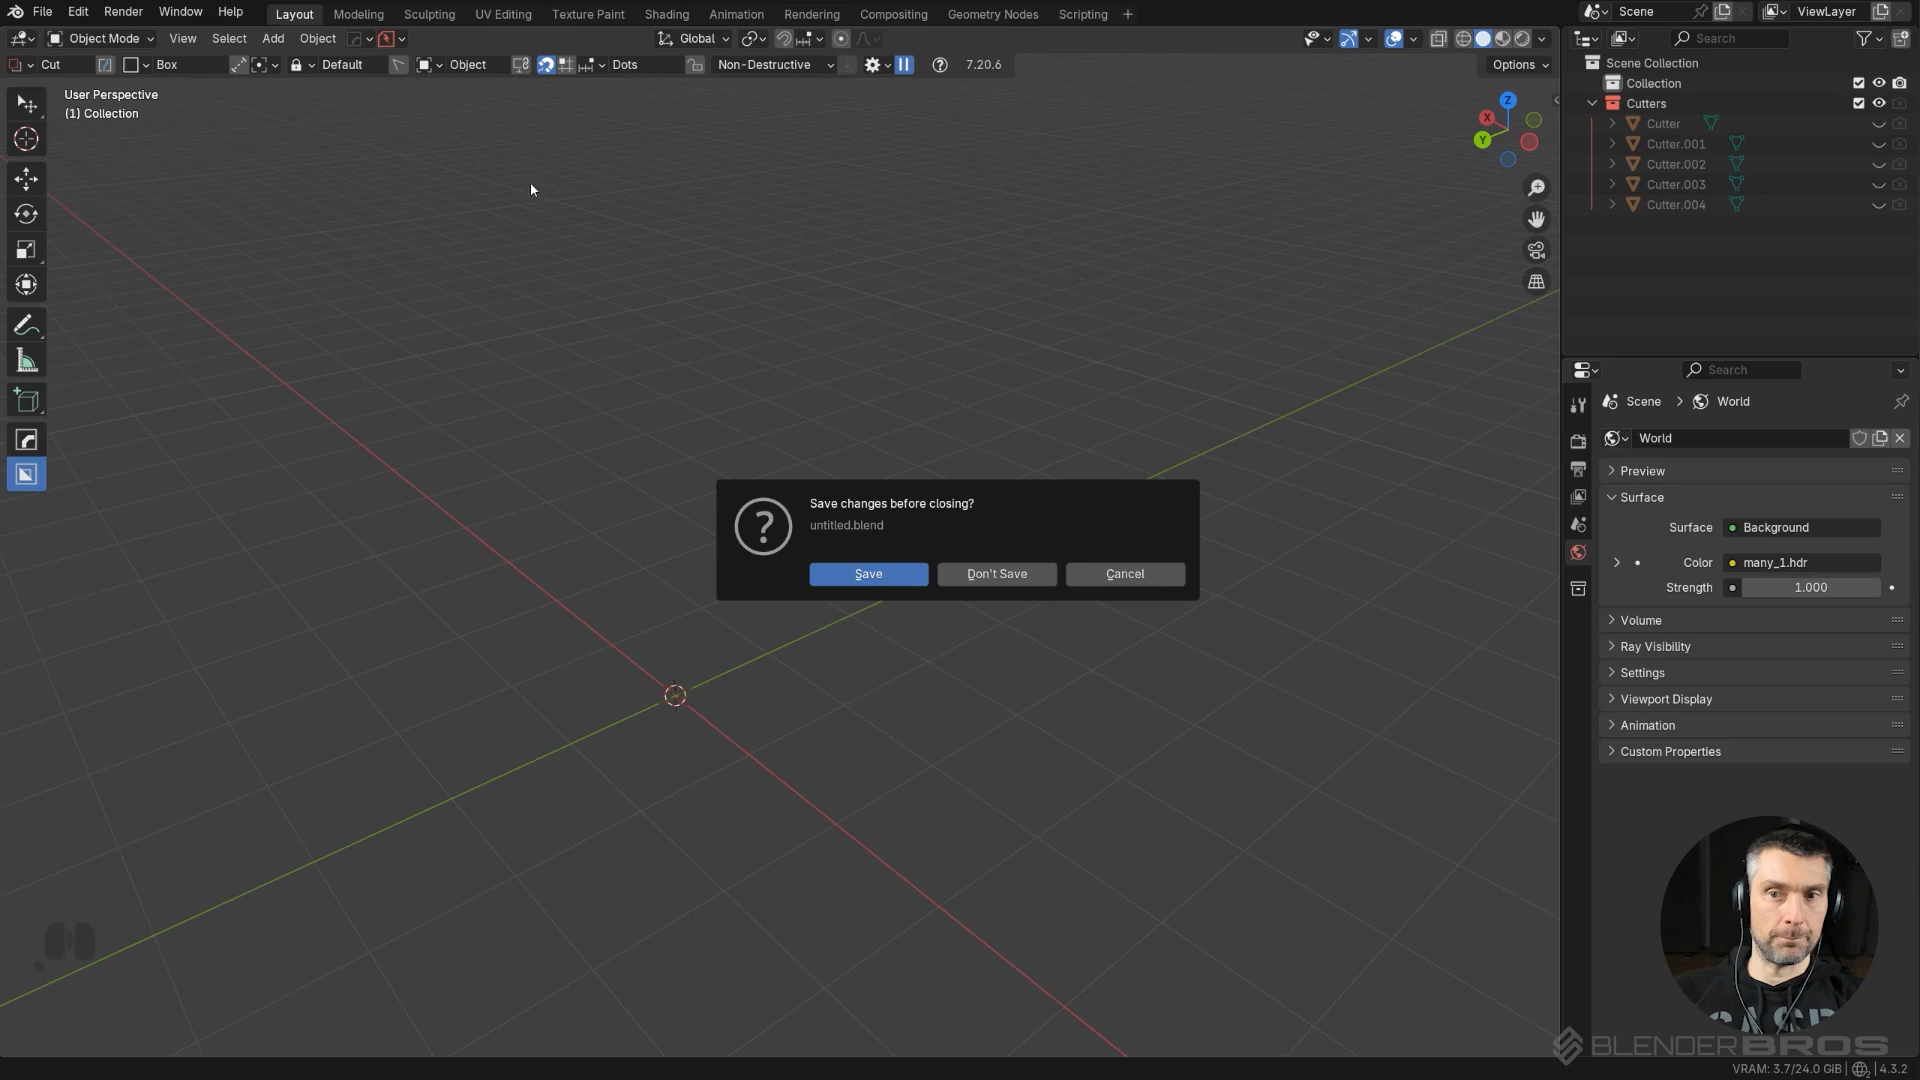 File Edit Render Window Help Layout Modeling Sculpting UV Editing Texture Paint Shading Animation Rendering Compositing Geometry Nodes Scripting + Scene ViewLayer
Object Mode View Select Add Object Global Search
Cut Box Default Object Dots Non-Destructive 7.20.6 Options
User Perspective
(1) Collection
Z
X
Y
Scene Collection
Collection
Cutters
Cutter
Cutter.001
Cutter.002
Cutter.003
Cutter.004
Search
Scene > World
World
Preview
Surface
Surface Background
Color many_1.hdr
Strength 1.000
Volume
Ray Visibility
Settings
Viewport Display
Animation
Custom Properties
Save changes before closing?
untitled.blend
Save Don't Save Cancel
BLENDERBROS
VRAM: 3.7/24.0 GiB 4.3.2